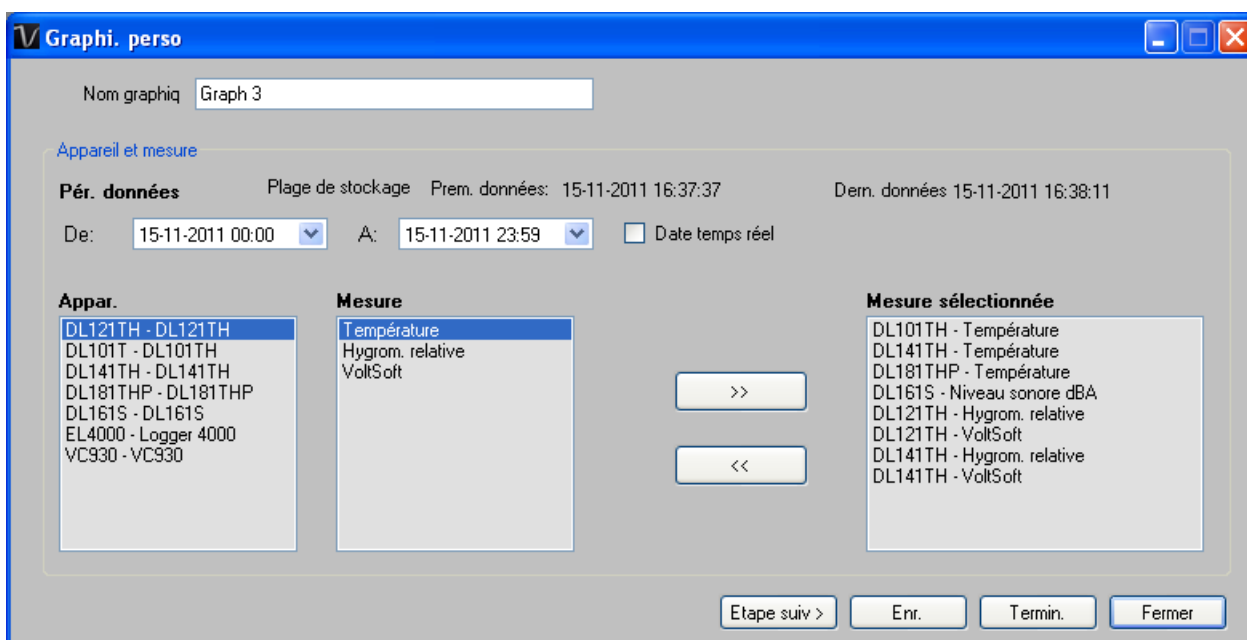 Graphi. perso
Nom graphiq Graph 3
Appareil et mesure
Pér. données Plage de stockage Prem. données: 15-11-2011 16:37:37 Dern. données 15-11-2011 16:38:11
De: 15-11-2011 00:00 A: 15-11-2011 23:59 Date temps réel
Appar. Mesure Mesure sélectionnée
DL121TH - DL121TH
DL101T - DL101TH
DL141TH - DL141TH
DL181THP - DL181THP
DL161S - DL161S
EL4000 - Logger 4000
VC930 - VC930
Température
Hygrom. relative
VoltSoft
>>
<<
DL101TH - Température
DL141TH - Température
DL181THP - Température
DL161S - Niveau sonore dBA
DL121TH - Hygrom. relative
DL121TH - VoltSoft
DL141TH - Hygrom. relative
DL141TH - VoltSoft
Etape suiv > Enr. Termin. Fermer